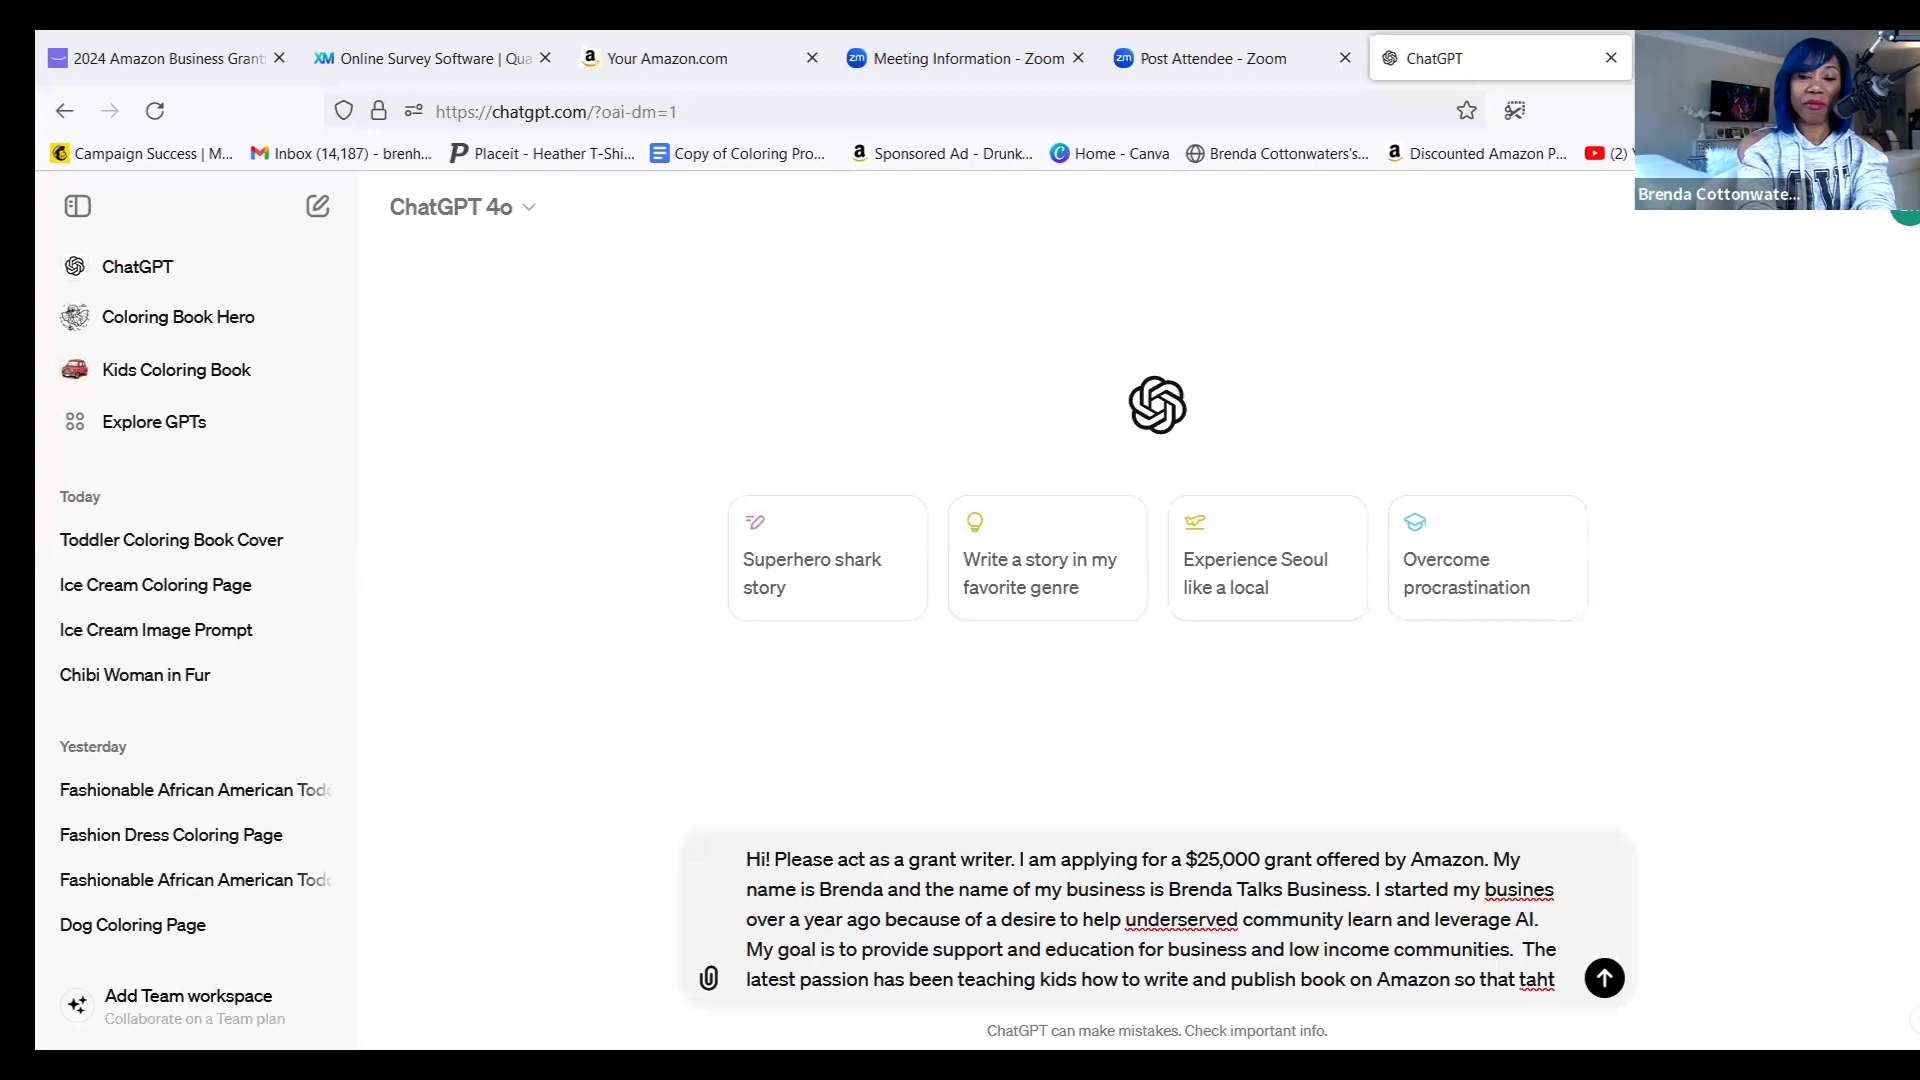 2024 Amazon Business Grant
XM Online Survey Software | Qua
Your Amazon.com
zm Meeting Information - Zoom
zm Post Attendee - Zoom
ChatGPT
https://chatgpt.com/?oai-dm=1
Campaign Success | M...
Inbox (14,187) - brenh...
Placeit - Heather T-Shi...
Copy of Coloring Pro...
Sponsored Ad - Drunk...
Home - Canva
Brenda Cottonwaters's...
Discounted Amazon P...
(2)
Brenda Cottonwate...
ChatGPT 4o
ChatGPT
Coloring Book Hero
Kids Coloring Book
Explore GPTs
Today
Toddler Coloring Book Cover
Ice Cream Coloring Page
Ice Cream Image Prompt
Chibi Woman in Fur
Yesterday
Fashionable African American Todd
Fashion Dress Coloring Page
Fashionable African American Todd
Dog Coloring Page
Add Team workspace
Collaborate on a Team plan
Superhero shark
story
Write a story in my
favorite genre
Experience Seoul
like a local
Overcome
procrastination
Hi! Please act as a grant writer. I am applying for a $25,000 grant offered by Amazon. My
name is Brenda and the name of my business is Brenda Talks Business. I started my busines
over a year ago because of a desire to help underserved community learn and leverage AI.
My goal is to provide support and education for business and low income communities.  The
latest passion has been teaching kids how to write and publish book on Amazon so that taht
ChatGPT can make mistakes. Check important info.